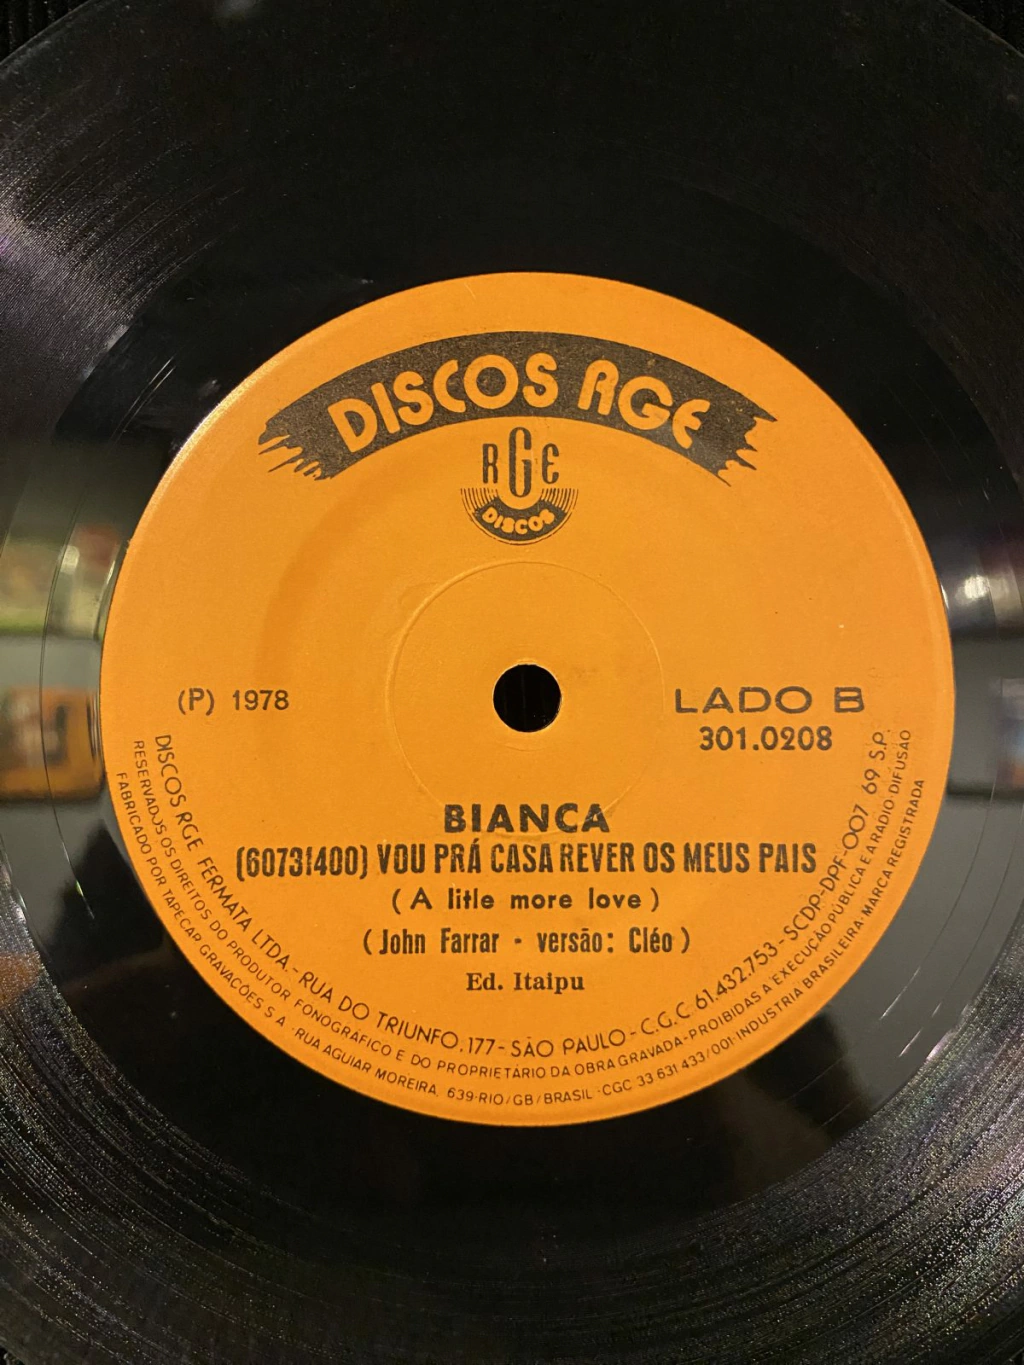 DISCOS RGE
RGE
DISCOS
(P) 1978
LADO B
301.0208
BIANCA
(60731400) VOU PRÁ CASA REVER OS MEUS PAIS
(A litle more love)
(John Farrar - versão: Cléo)
Ed. Itaipu
DISCOS RGE FERMATA LTDA. - RUA DO TRIUNFO, 177 - SÃO PAULO - C.G.C 61.432.753 - SCDP-DPF-007 69 S.P.
RESERVADOS OS DIREITOS DO PRODUTOR FONOGRÁFICO E DO PROPRIETÁRIO DA OBRA GRAVADA-PROIBIDAS A EXECUÇÃO PÚBLICA E A RADIO-DIFUSÃO
FABRICADO POR TAPECAR GRAVAÇÕES S A - RUA AGUIAR MOREIRA, 639-RIO/GB/BRASIL-CGC 33 631.433/001-INDUSTRIA BRASILEIRA-MARCA REGISTRADA